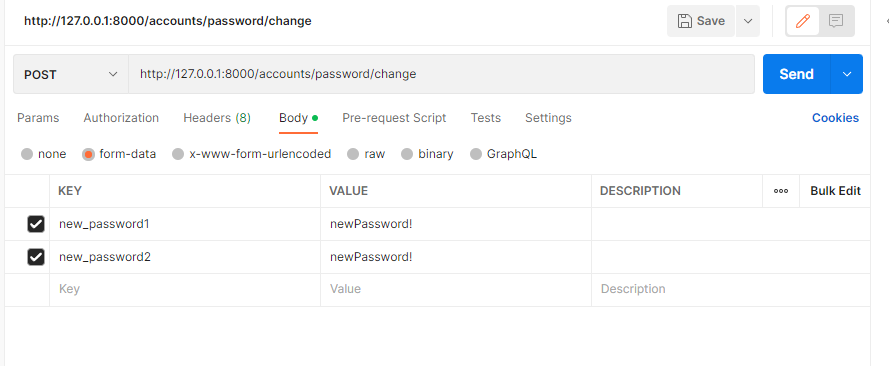 http://127.0.0.1:8000/accounts/password/change Save
POST http://127.0.0.1:8000/accounts/password/change Send
Params Authorization Headers (8) Body Pre-request Script Tests Settings Cookies
none form-data x-www-form-urlencoded raw binary GraphQL
KEY VALUE DESCRIPTION ooo Bulk Edit
new_password1 newPassword!
new_password2 newPassword!
Key Value Description